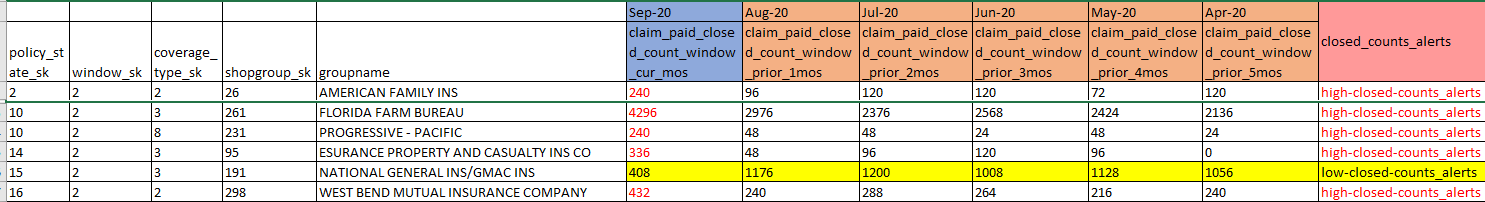 Sep-20 Aug-20 Jul-20 Jun-20 May-20 Apr-20
policy_state_sk window_sk coverage_type_sk shopgroup_sk groupname claim_paid_closed_count_window_cur_mos claim_paid_closed_count_window_prior_1mos claim_paid_closed_count_window_prior_2mos claim_paid_closed_count_window_prior_3mos claim_paid_closed_count_window_prior_4mos claim_paid_closed_count_window_prior_5mos closed_counts_alerts
2 2 2 26 AMERICAN FAMILY INS 240 96 120 120 72 120 high-closed-counts_alerts
10 2 3 261 FLORIDA FARM BUREAU 4296 2976 2376 2568 2424 2136 high-closed-counts_alerts
10 2 8 231 PROGRESSIVE - PACIFIC 240 48 48 24 48 24 high-closed-counts_alerts
14 2 3 95 ESURANCE PROPERTY AND CASUALTY INS CO 336 48 96 120 96 0 high-closed-counts_alerts
15 2 3 191 NATIONAL GENERAL INS/GMAC INS 408 1176 1200 1008 1128 1056 low-closed-counts_alerts
16 2 2 298 WEST BEND MUTUAL INSURANCE COMPANY 432 240 288 264 216 240 high-closed-counts_alerts